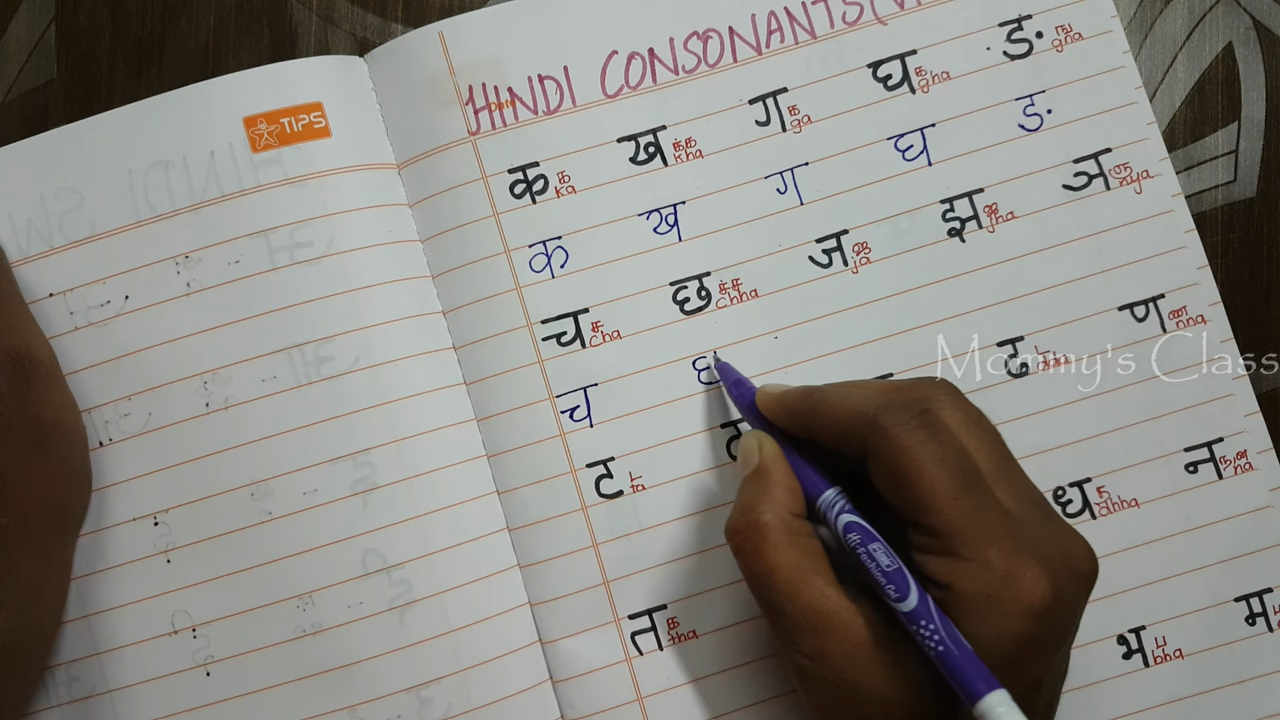 TIPS
HINDI CONSONANTS
क க ka ख க்க kha ग க ga घ க gha ङ ங gna
क ख ग घ ङ
च ச cha छ ச்ச chha ज ஜ ja झ ஜ jha ञ ஞ nya
च
ट ட ta ढ ண ण nna
त த tha ध த dhha न ந,ன na
भ ப bha म
Mommy's Class